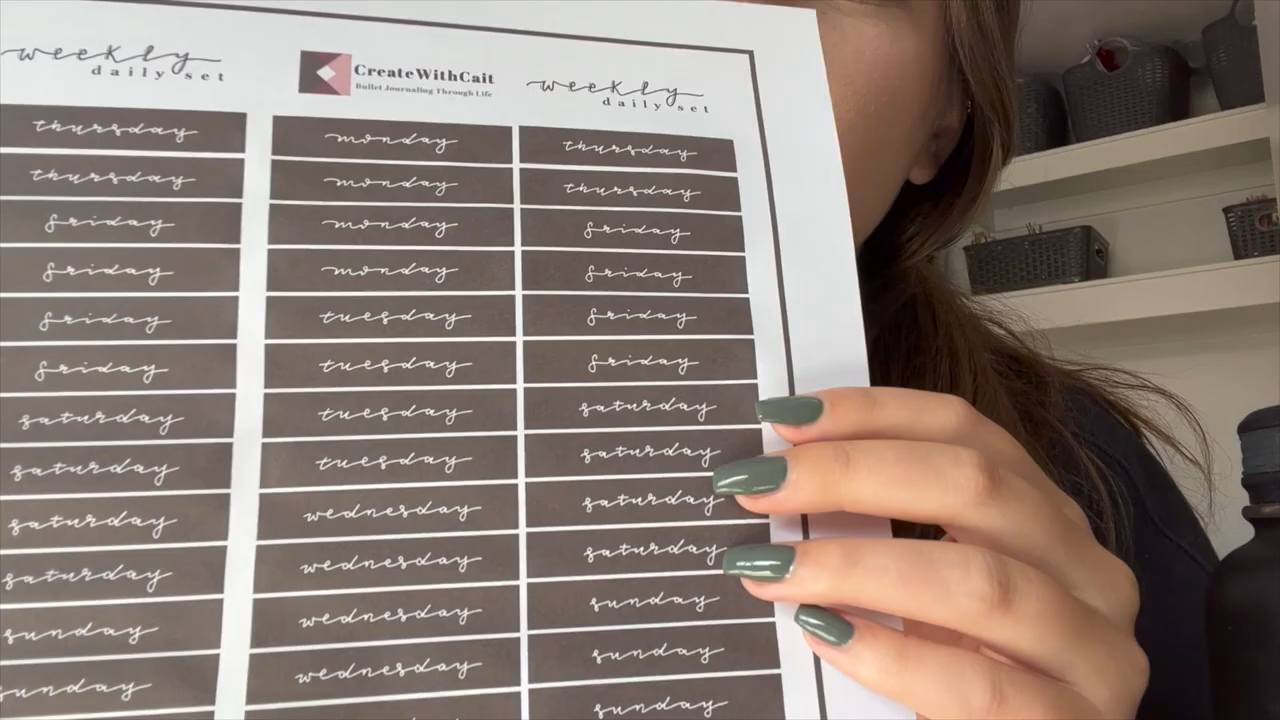 weekly
daily set
thursday
thursday
friday
friday
friday
friday
saturday
saturday
saturday
saturday
sunday
sunday
CreateWithCait
Bullet Journaling Through Life
monday
monday
monday
monday
tuesday
tuesday
tuesday
tuesday
wednesday
wednesday
wednesday
wednesday
weekly
daily set
thursday
thursday
friday
friday
friday
friday
saturday
saturday
saturday
saturday
sunday
sunday
sunday